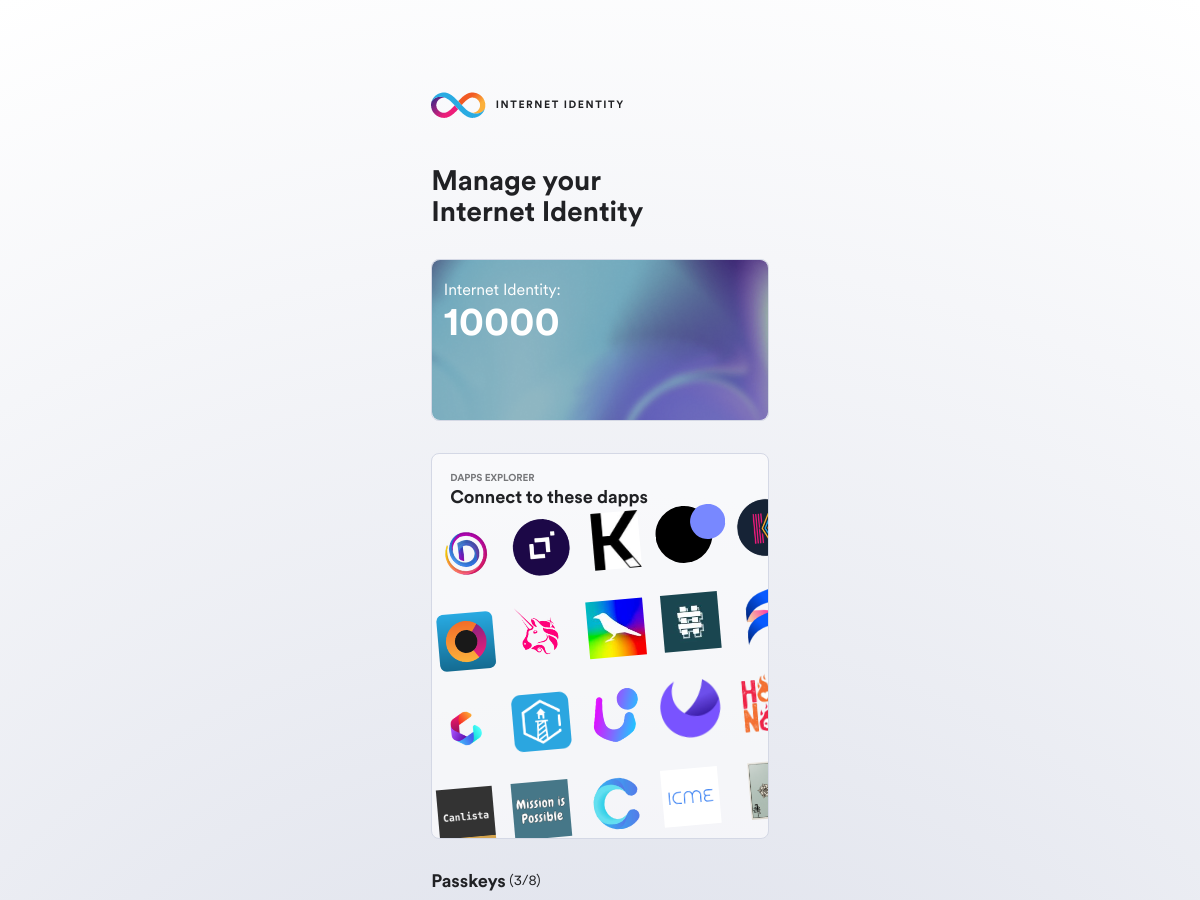 INTERNET IDENTITY
Manage your
Internet Identity
Internet Identity:
10000
DAPPS EXPLORER
Connect to these dapps
Canlista
Mission is
Possible
ICME
Passkeys (3/8)